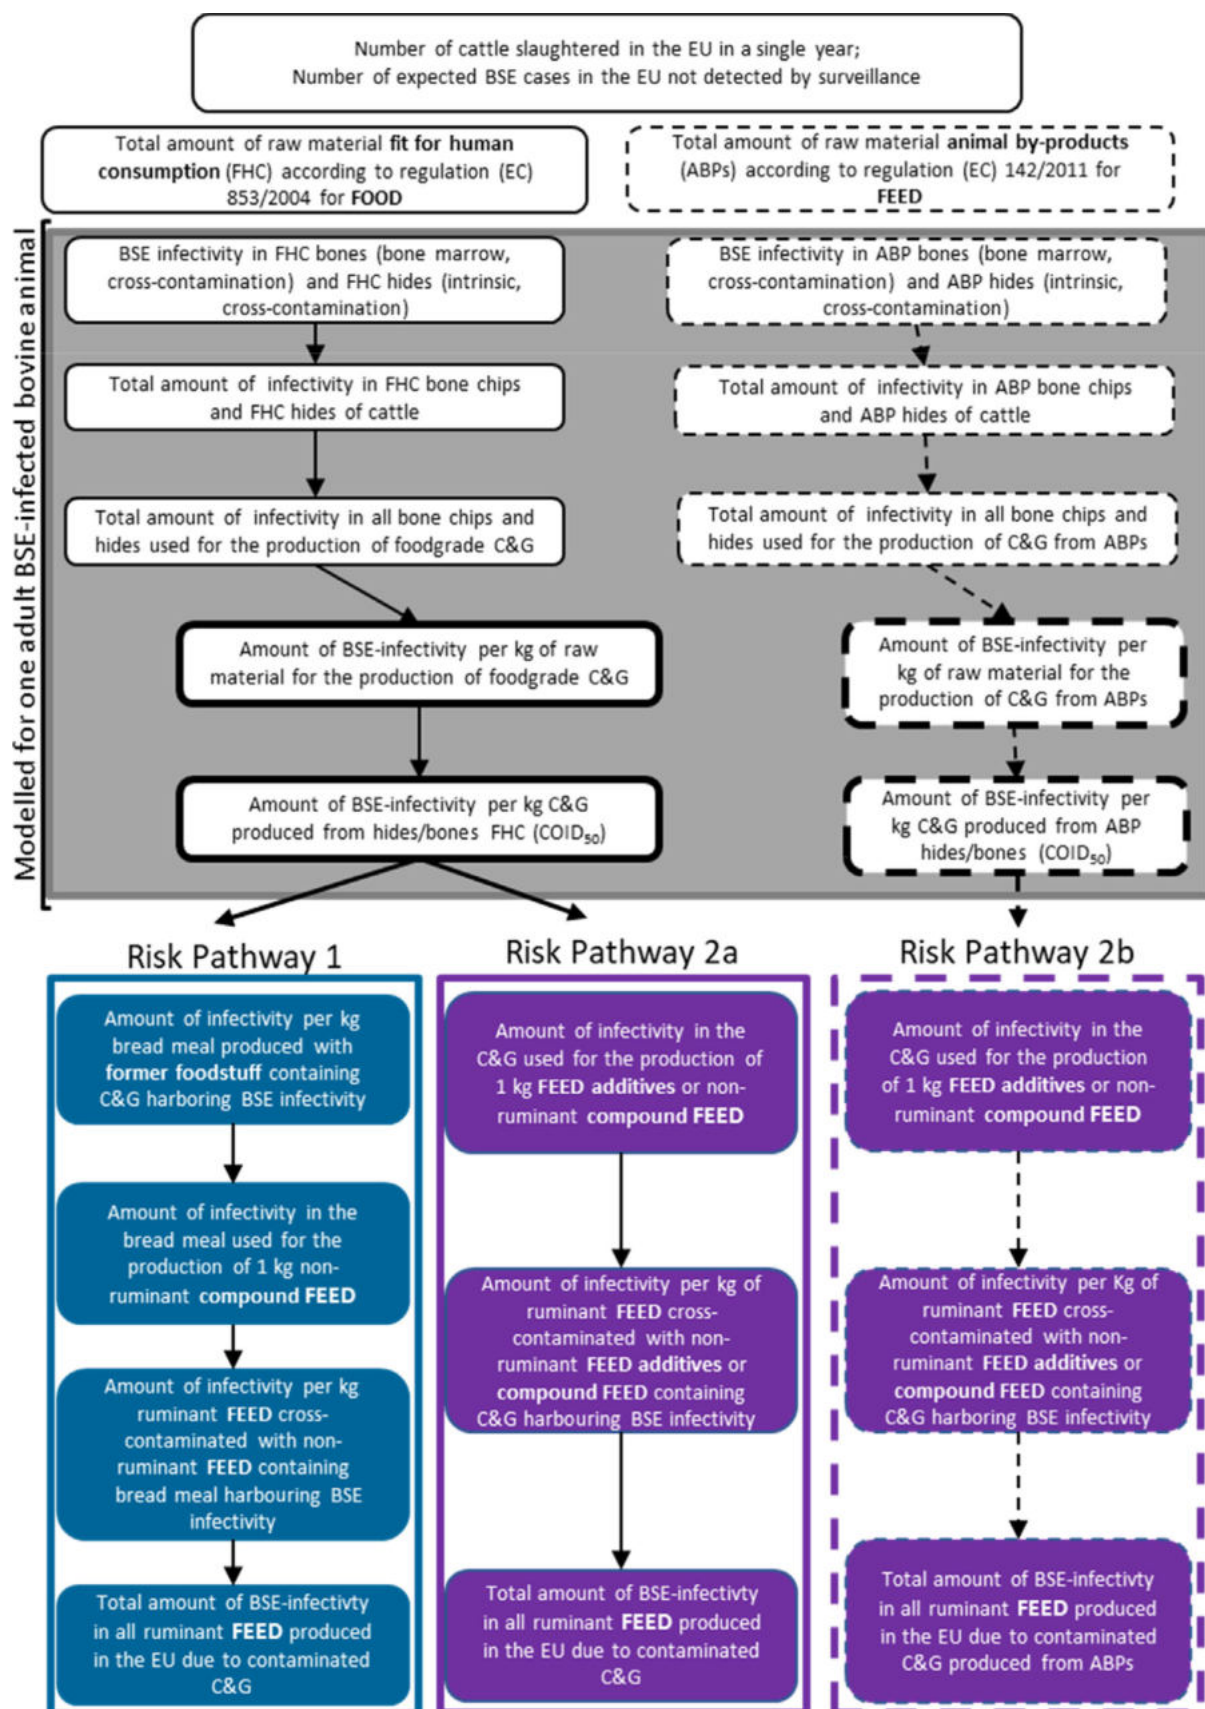 Number of cattle slaughtered in the EU in a single year;
Number of expected BSE cases in the EU not detected by surveillance
Total amount of raw material fit for human
consumption (FHC) according to regulation (EC)
853/2004 for FOOD
Total amount of raw material animal by-products
(ABPs) according to regulation (EC) 142/2011 for
FEED
Modelled for one adult BSE-infected bovine animal
BSE infectivity in FHC bones (bone marrow,
cross-contamination) and FHC hides (intrinsic,
cross-contamination)
BSE infectivity in ABP bones (bone marrow,
cross-contamination) and ABP hides (intrinsic,
cross-contamination)
Total amount of infectivity in FHC bone chips
and FHC hides of cattle
Total amount of infectivity in ABP bone chips
and ABP hides of cattle
Total amount of infectivity in all bone chips and
hides used for the production of foodgrade C&G
Total amount of infectivity in all bone chips and
hides used for the production of C&G from ABPs
Amount of BSE-infectivity per kg of raw
material for the production of foodgrade C&G
Amount of BSE-infectivity per
kg of raw material for the
production of C&G from ABPs
Amount of BSE-infectivity per kg C&G
produced from hides/bones FHC (COID50)
Amount of BSE-infectivity per
kg C&G produced from ABP
hides/bones (COID50)
Risk Pathway 1
Amount of infectivity per kg
bread meal produced with
former foodstuff containing
C&G harboring BSE infectivity
Amount of infectivity in the
bread meal used for the
production of 1 kg non-
ruminant compound FEED
Amount of infectivity per kg
ruminant FEED cross-
contaminated with non-
ruminant FEED containing
bread meal harbouring BSE
infectivity
Total amount of BSE-infectivty
in all ruminant FEED produced
in the EU due to contaminated
C&G
Risk Pathway 2a
Amount of infectivity in the
C&G used for the production of
1 kg FEED additives or non-
ruminant compound FEED
Amount of infectivity per kg of
ruminant FEED cross-
contaminated with non-
ruminant FEED additives or
compound FEED containing
C&G harbouring BSE infectivity
Total amount of BSE-infectivty
in all ruminant FEED produced
in the EU due to contaminated
C&G
Risk Pathway 2b
Amount of infectivity in the
C&G used for the production
of 1 kg FEED additives or non-
ruminant compound FEED
Amount of infectivity per Kg of
ruminant FEED cross-
contaminated with non-
ruminant FEED additives or
compound FEED containing
C&G harboring BSE infectivity
Total amount of BSE-infectivty
in all ruminant FEED produced
in the EU due to contaminated
C&G produced from ABPs